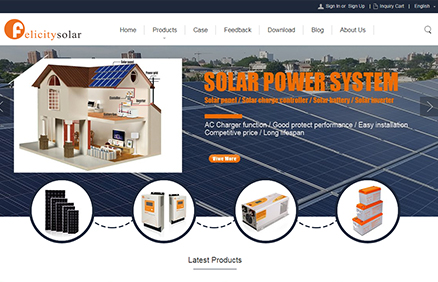 Sign In or Sign Up | Inquiry Cart | English
Felicitysolar
Home Products Case Feedback Download Blog About Us
SOLAR POWER SYSTEM
Solar panel / Solar charge controller / Solar battery / Solar inverter
AC Charger function / Good protect performance / Easy installation
Competitive price / Long lifespan
View More
Latest Products